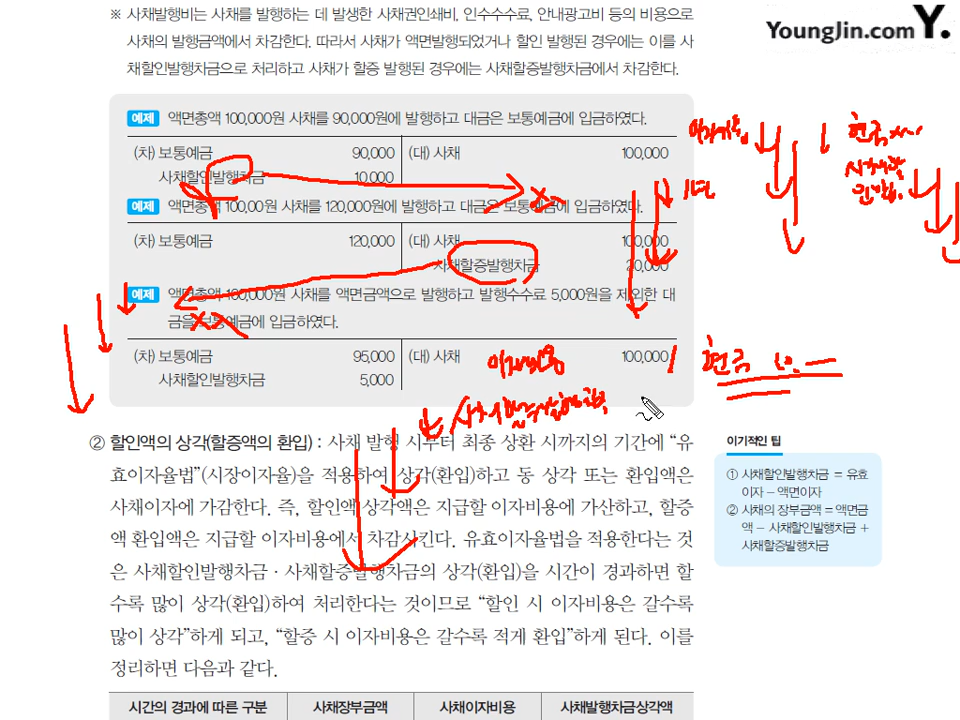 ※ 사채발행비는 사채를 발행하는 데 발생한 사채권인쇄비, 인수수수료, 안내광고비 등의 비용으로
사채의 발행금액에서 차감한다. 따라서 사채가 액면발행되었거나 할인 발행된 경우에는 이를 사
채할인발행차금으로 처리하고 사채가 할증 발행된 경우에는 사채할증발행차금에서 차감한다.
YoungJin.com Y.
예제 액면총액 100,000원 사채를 90,000원에 발행하고 대금은 보통예금에 입금하였다.
(차) 보통예금 90,000 (대) 사채 100,000
사채할인발행차금 10,000
예제 액면총액 100,00원 사채를 120,000원에 발행하고 대금은 보통예금에 입금하였다.
(차) 보통예금 120,000 (대) 사채 100,000
사채할증발행차금 20,000
예제 액면총액 100,000원 사채를 액면금액으로 발행하고 발행수수료 5,000원을 제외한 대
금을 보통예금에 입금하였다.
(차) 보통예금 95,000 (대) 사채 100,000
사채할인발행차금 5,000
이자비용
현금
1년
현금
② 할인액의 상각(할증액의 환입) : 사채 발행 시부터 최종 상환 시까지의 기간에 “유
효이자율법”(시장이자율)을 적용하여 상각(환입)하고 동 상각 또는 환입액은
사채이자에 가감한다. 즉, 할인액 상각액은 지급할 이자비용에 가산하고, 할증
액 환입액은 지급할 이자비용에서 차감시킨다. 유효이자율법을 적용한다는 것
은 사채할인발행차금 · 사채할증발행차금의 상각(환입)을 시간이 경과하면 할
수록 많이 상각(환입)하여 처리한다는 것이므로 “할인 시 이자비용은 갈수록
많이 상각”하게 되고, “할증 시 이자비용은 갈수록 적게 환입”하게 된다. 이를
정리하면 다음과 같다.
이기적인 팁
① 사채할인발행차금 = 유효
이자 − 액면이자
② 사채의 장부금액 = 액면금
액 − 사채할인발행차금 +
사채할증발행차금
시간의 경과에 따른 구분 사채장부금액 사채이자비용 사채발행차금상각액